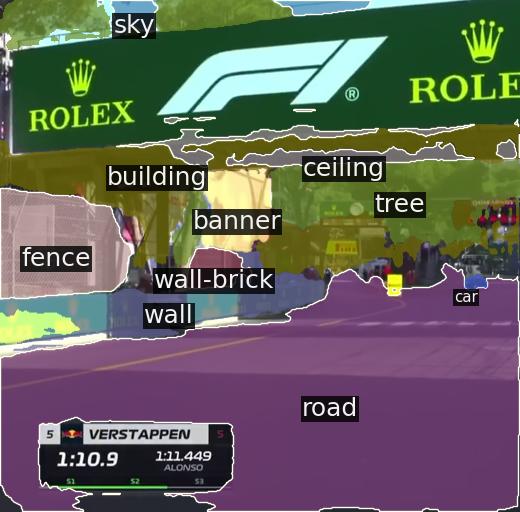 sky
ROLEX
F1®
ROLE
building
ceiling
banner
tree
fence
wall-brick
car
wall
road
5 VERSTAPPEN 5
1:10.9 1:11.449
ALONSO
S1 S2 S3